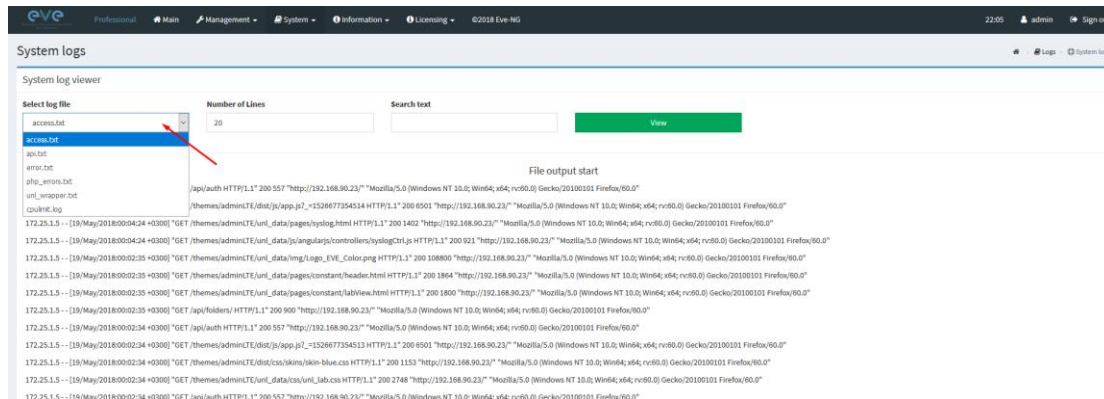 eve Professional Main Management System Information Licensing ©2018 Eve-NG 22:05 admin Sign o
System logs Logs System lo
System log viewer
Select log file Number of Lines Search text
access.txt 20 View
access.txt
api.txt
error.txt
php_errors.txt
unl_wrapper.txt
cpulimit.log
File output start
/api/auth HTTP/1.1" 200 557 "http://192.168.90.23/" "Mozilla/5.0 (Windows NT 10.0; Win64; x64; rv:60.0) Gecko/20100101 Firefox/60.0"
/themes/adminLTE/dist/js/app.js?_=1526677354514 HTTP/1.1" 200 6501 "http://192.168.90.23/" "Mozilla/5.0 (Windows NT 10.0; Win64; x64; rv:60.0) Gecko/20100101 Firefox/60.0"
172.25.1.5 - - [19/May/2018:00:04:24 +0300] "GET /themes/adminLTE/unl_data/pages/syslog.html HTTP/1.1" 200 1402 "http://192.168.90.23/" "Mozilla/5.0 (Windows NT 10.0; Win64; x64; rv:60.0) Gecko/20100101 Firefox/60.0"
172.25.1.5 - - [19/May/2018:00:04:24 +0300] "GET /themes/adminLTE/unl_data/js/angularjs/controllers/syslogCtrl.js HTTP/1.1" 200 921 "http://192.168.90.23/" "Mozilla/5.0 (Windows NT 10.0; Win64; x64; rv:60.0) Gecko/20100101 Firefox/60.0"
172.25.1.5 - - [19/May/2018:00:02:35 +0300] "GET /themes/adminLTE/unl_data/img/Logo_EVE_Color.png HTTP/1.1" 200 108800 "http://192.168.90.23/" "Mozilla/5.0 (Windows NT 10.0; Win64; x64; rv:60.0) Gecko/20100101 Firefox/60.0"
172.25.1.5 - - [19/May/2018:00:02:35 +0300] "GET /themes/adminLTE/unl_data/pages/constant/header.html HTTP/1.1" 200 1864 "http://192.168.90.23/" "Mozilla/5.0 (Windows NT 10.0; Win64; x64; rv:60.0) Gecko/20100101 Firefox/60.0"
172.25.1.5 - - [19/May/2018:00:02:35 +0300] "GET /themes/adminLTE/unl_data/pages/constant/labView.html HTTP/1.1" 200 1800 "http://192.168.90.23/" "Mozilla/5.0 (Windows NT 10.0; Win64; x64; rv:60.0) Gecko/20100101 Firefox/60.0"
172.25.1.5 - - [19/May/2018:00:02:35 +0300] "GET /api/folders/ HTTP/1.1" 200 900 "http://192.168.90.23/" "Mozilla/5.0 (Windows NT 10.0; Win64; x64; rv:60.0) Gecko/20100101 Firefox/60.0"
172.25.1.5 - - [19/May/2018:00:02:34 +0300] "GET /api/auth HTTP/1.1" 200 557 "http://192.168.90.23/" "Mozilla/5.0 (Windows NT 10.0; Win64; x64; rv:60.0) Gecko/20100101 Firefox/60.0"
172.25.1.5 - - [19/May/2018:00:02:34 +0300] "GET /themes/adminLTE/dist/js/app.js?_=1526677354513 HTTP/1.1" 200 6501 "http://192.168.90.23/" "Mozilla/5.0 (Windows NT 10.0; Win64; x64; rv:60.0) Gecko/20100101 Firefox/60.0"
172.25.1.5 - - [19/May/2018:00:02:34 +0300] "GET /themes/adminLTE/dist/css/skins/skin-blue.css HTTP/1.1" 200 1153 "http://192.168.90.23/" "Mozilla/5.0 (Windows NT 10.0; Win64; x64; rv:60.0) Gecko/20100101 Firefox/60.0"
172.25.1.5 - - [19/May/2018:00:02:34 +0300] "GET /themes/adminLTE/unl_data/css/unl_lab.css HTTP/1.1" 200 2748 "http://192.168.90.23/" "Mozilla/5.0 (Windows NT 10.0; Win64; x64; rv:60.0) Gecko/20100101 Firefox/60.0"
172.25.1.5 - - [19/May/2018:00:02:34 +0300] "GET /api/auth HTTP/1.1" 200 557 "http://192.168.90.23/" "Mozilla/5.0 (Windows NT 10.0; Win64; x64; rv:60.0) Gecko/20100101 Firefox/60.0"